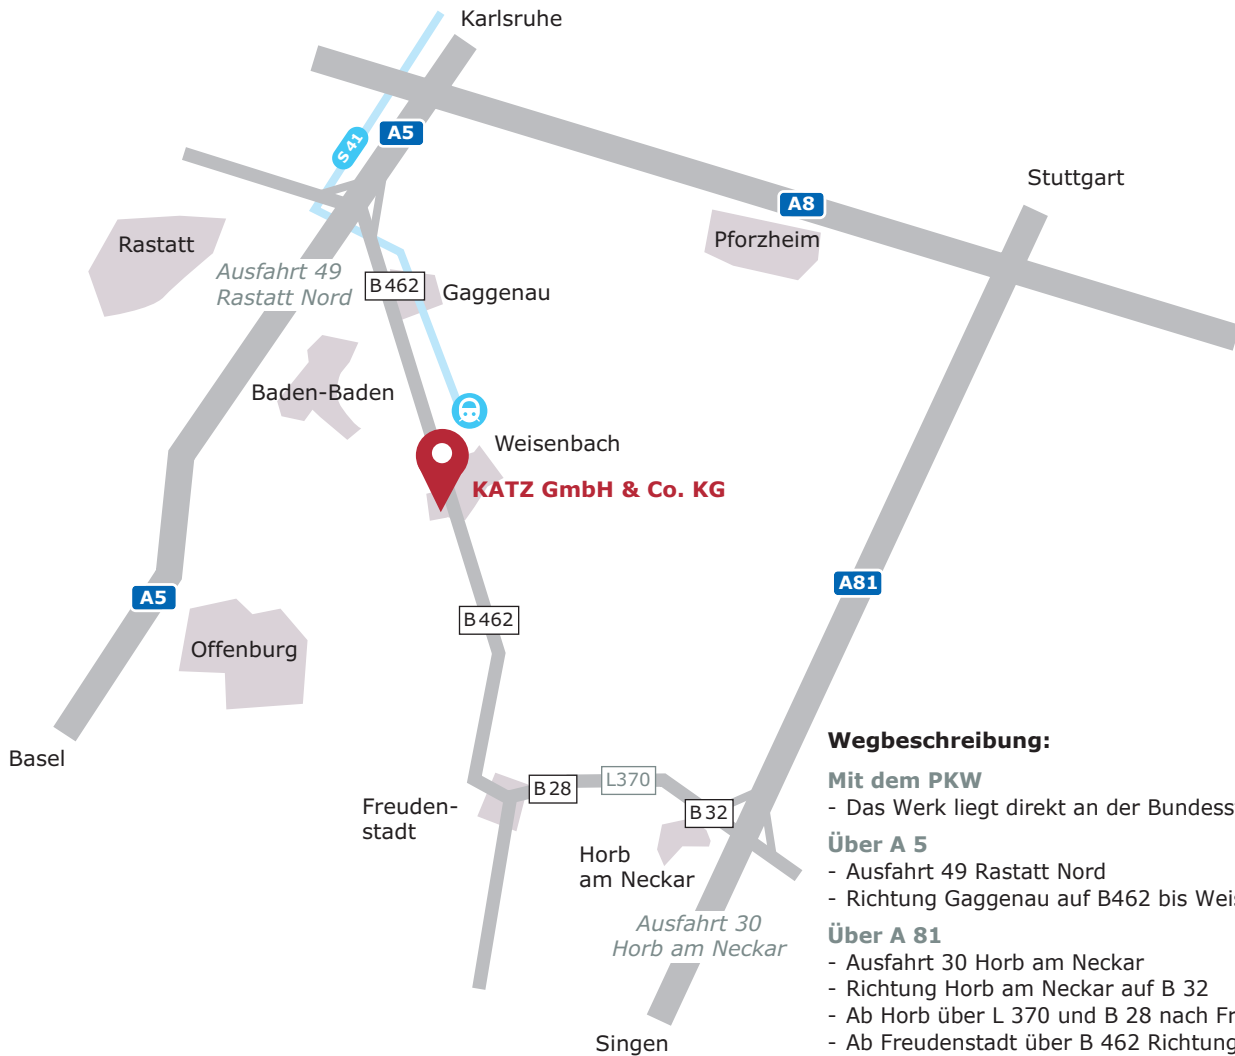 Karlsruhe
S 41
A5
Stuttgart
A8
Rastatt
Pforzheim
Ausfahrt 49
Rastatt Nord
B 462
Gaggenau
Baden-Baden
Weisenbach
KATZ GmbH & Co. KG
A81
A5
B 462
Offenburg
Basel
Wegbeschreibung:
Mit dem PKW
- Das Werk liegt direkt an der
Über A 5
- Ausfahrt 49 Rastatt Nord
- Richtung Gaggenau auf B462 bis
Über A 81
- Ausfahrt 30 Horb am Neckar
- Richtung Horb am Neckar auf B 32
- Ab Horb über L 370 und B 28 nach
- Ab Freudenstadt über B 462 Richtung
L370
B 28
B 32
Freuden-
stadt
Horb
am Neckar
Ausfahrt 30
Horb am Neckar
Singen